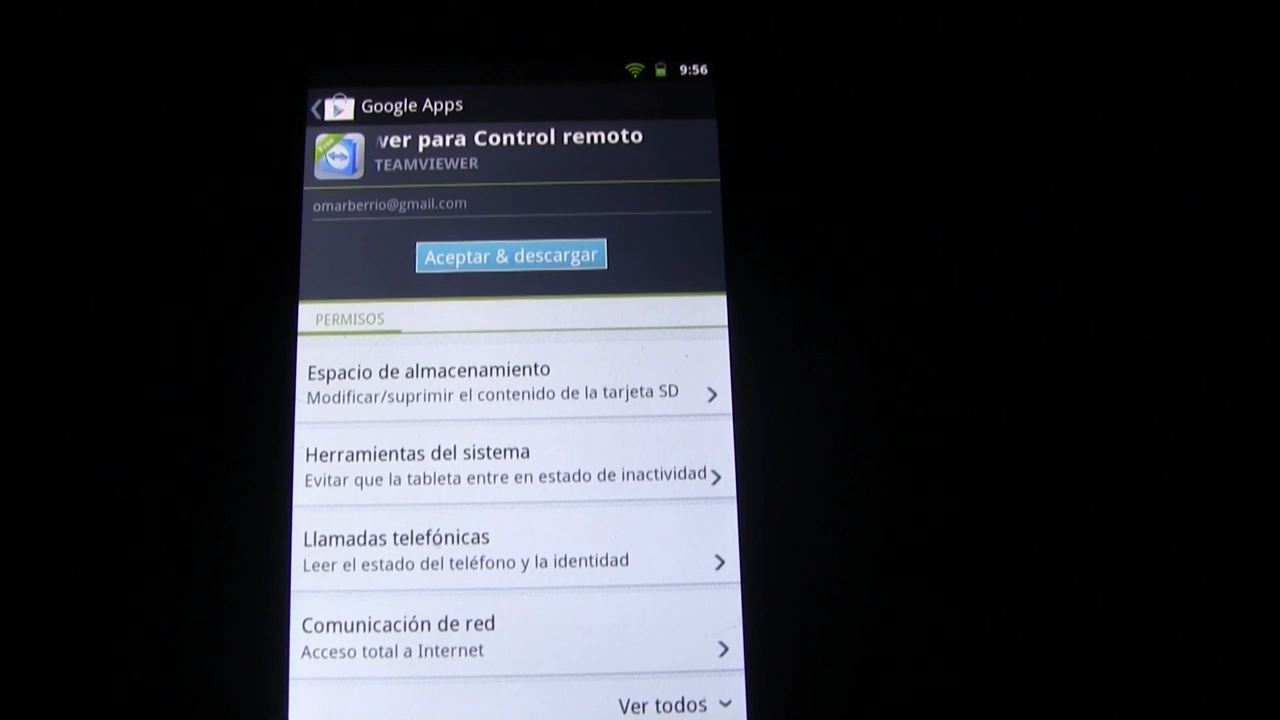 9:56
Google Apps
ver para Control remoto
TEAMVIEWER
omarberrio@gmail.com
Aceptar & descargar
PERMISOS
Espacio de almacenamiento
Modificar/suprimir el contenido de la tarjeta SD
Herramientas del sistema
Evitar que la tableta entre en estado de inactividad
Llamadas telefónicas
Leer el estado del teléfono y la identidad
Comunicación de red
Acceso total a Internet
Ver todos